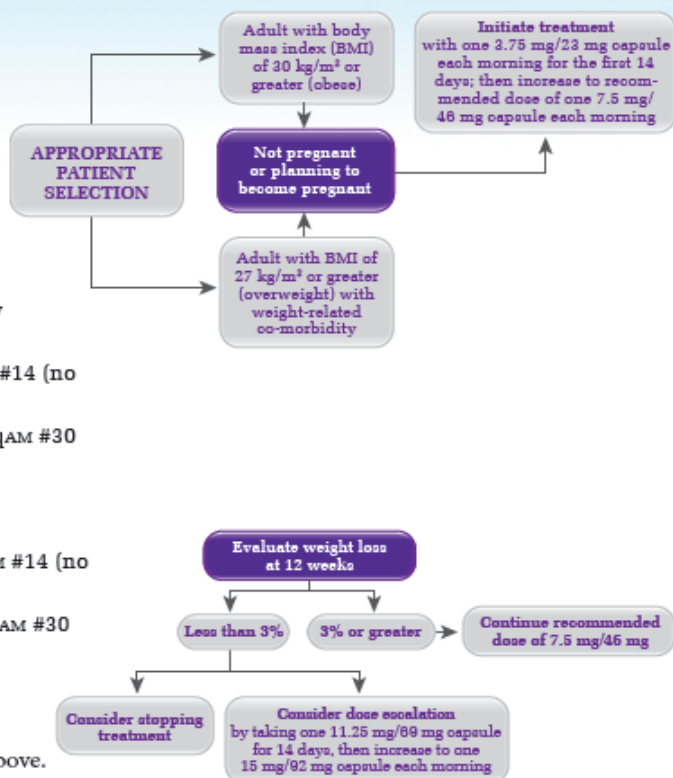 Adult with body
mass index (BMI)
of 30 kg/m² or
greater (obese)
Initiate treatment
with one 3.75 mg/23 mg capsule
each morning for the first 14
days; then increase to recom-
mended dose of one 7.5 mg/
46 mg capsule each morning
APPROPRIATE
PATIENT
SELECTION
Not pregnant
or planning to
become pregnant
Adult with BMI of
27 kg/m² or greater
(overweight) with
weight-related
co-morbidity
#14 (no
qAM #30
#14 (no
AM #30
Evaluate weight loss
at 12 weeks
Less than 3%
3% or greater
Continue recommended
dose of 7.5 mg/46 mg
Consider stopping
treatment
Consider dose escalation
by taking one 11.25 mg/69 mg capsule
for 14 days, then increase to one
15 mg/92 mg capsule each morning
bove.